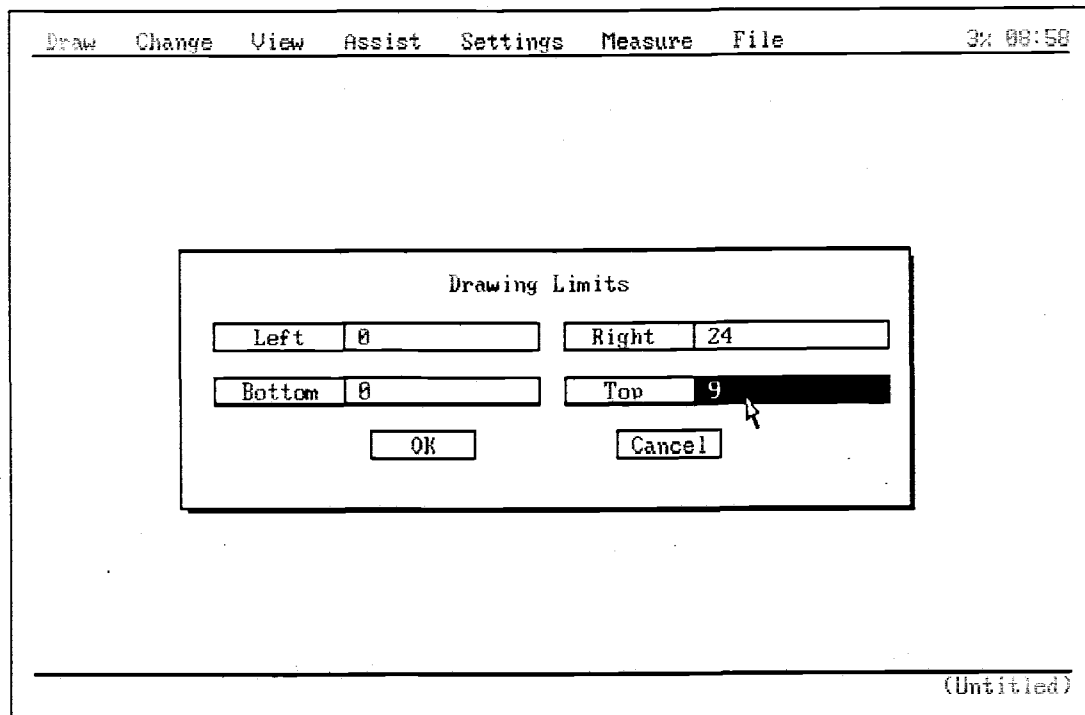 Draw Change View Assist Settings Measure File 3% 08:58
Drawing Limits
Left 0 Right 24
Bottom 0 Top 9
OK Cancel
(Untitled)